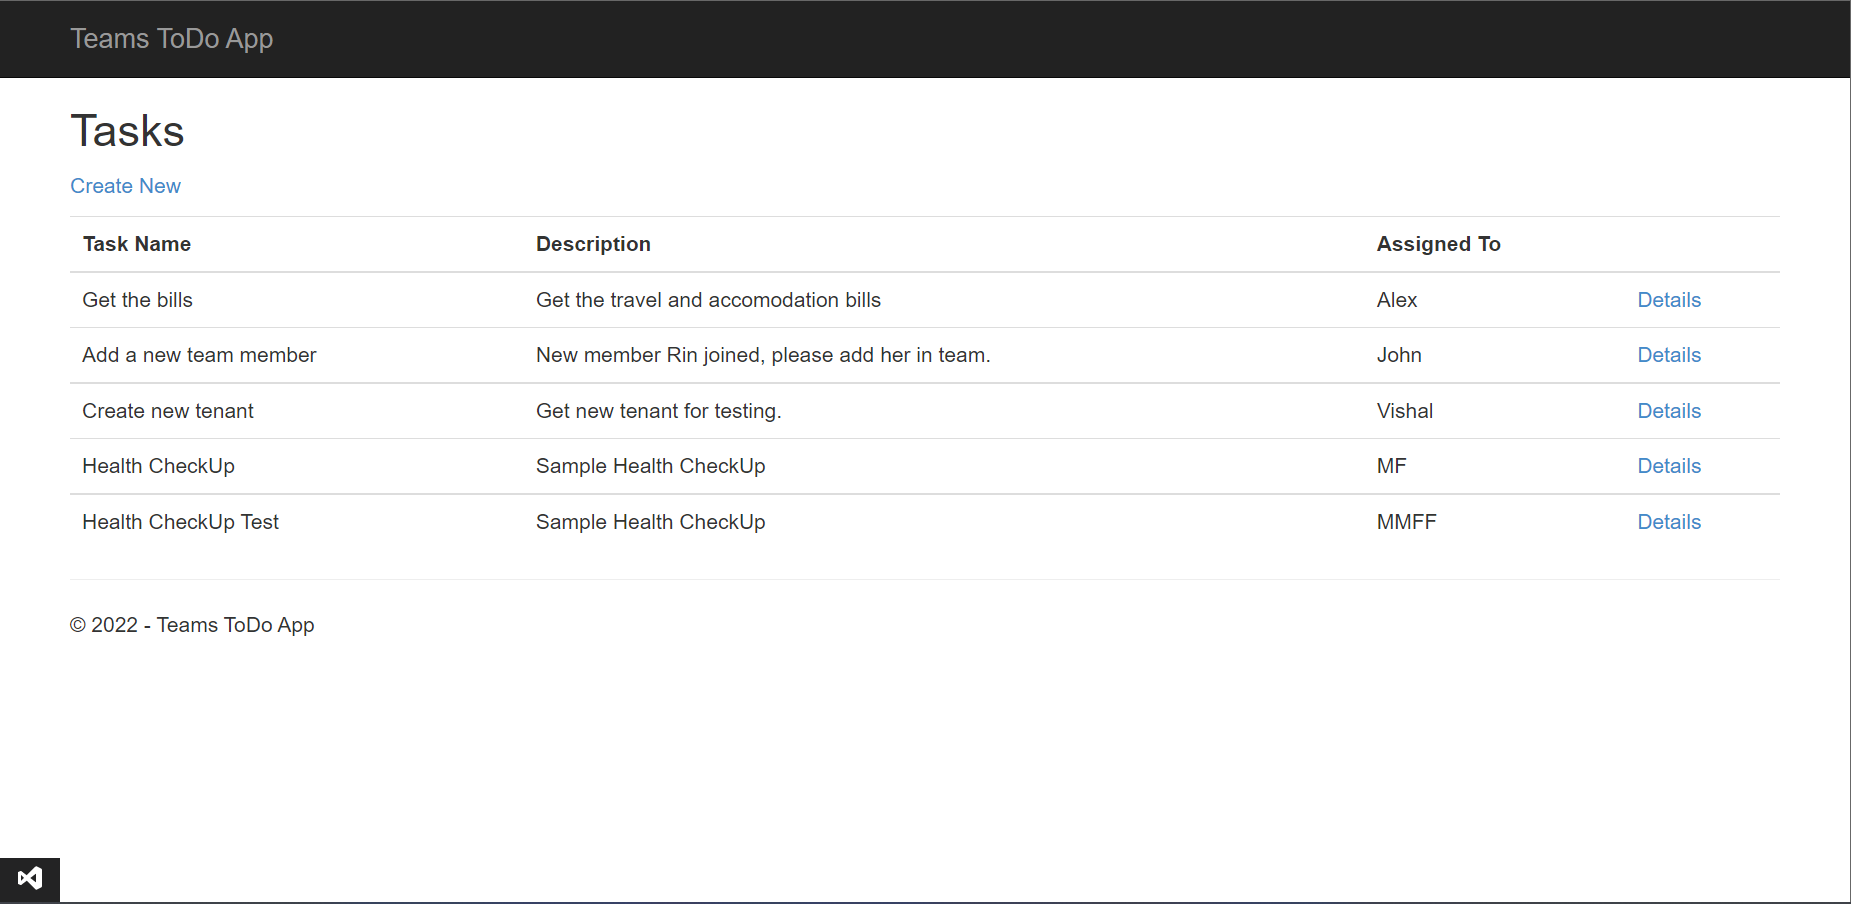 Teams ToDo App
Tasks
Create New
Task Name Description Assigned To
Get the bills Get the travel and accomodation bills Alex Details
Add a new team member New member Rin joined, please add her in team. John Details
Create new tenant Get new tenant for testing. Vishal Details
Health CheckUp Sample Health CheckUp MF Details
Health CheckUp Test Sample Health CheckUp MMFF Details
© 2022 - Teams ToDo App